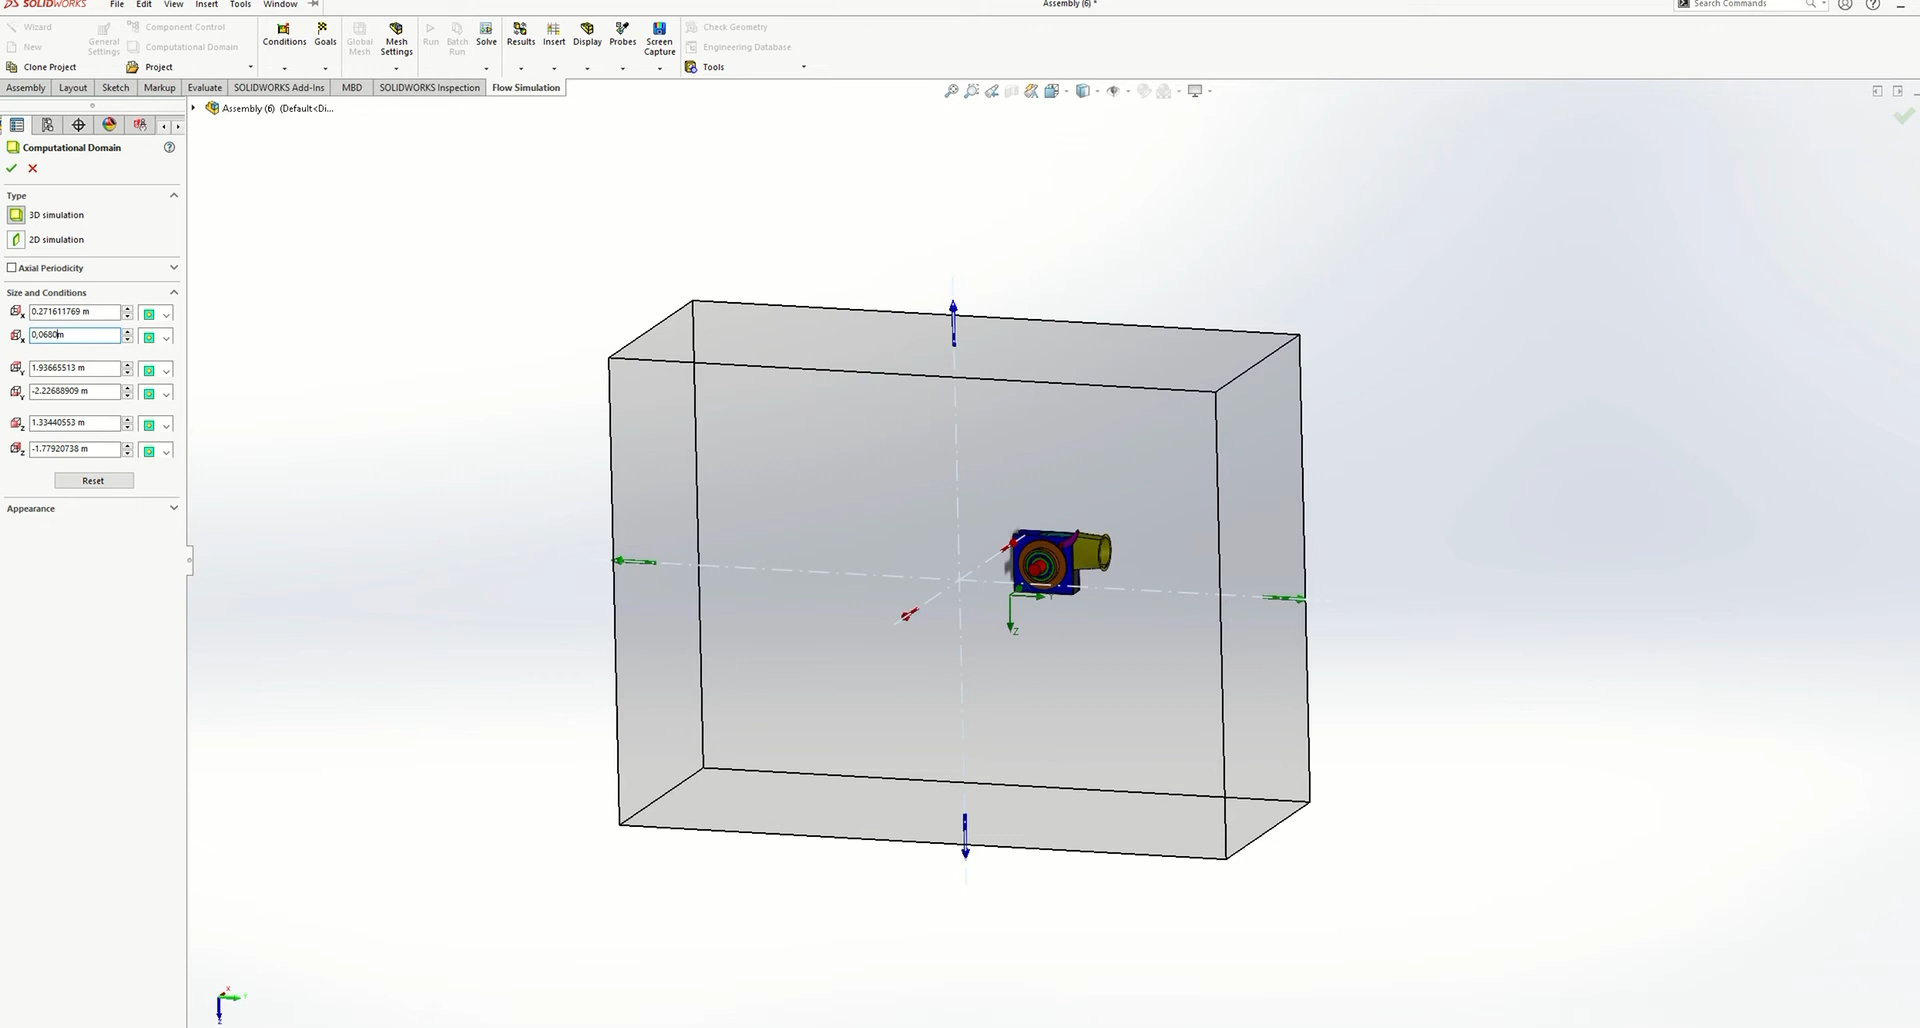 SOLIDWORKS File Edit View Insert Tools Window Assembly (6) * Search Commands
Wizard Component Control Check Geometry
New General Settings Computational Domain Conditions Goals Global Mesh Mesh Settings Run Batch Run Solve Results Insert Display Probes Screen Capture Engineering Database
Clone Project Project Tools
Assembly Layout Sketch Markup Evaluate SOLIDWORKS Add-Ins MBD SOLIDWORKS Inspection Flow Simulation
Assembly (6) (Default<Di...
Computational Domain
Type
3D simulation
2D simulation
Axial Periodicity
Size and Conditions
X 0.271611769 m
X 0,0680m
Y 1.93665513 m
Y -2.22688909 m
Z 1.33440553 m
Z -1.77920738 m
Reset
Appearance
Y
Z
X
Y
Z